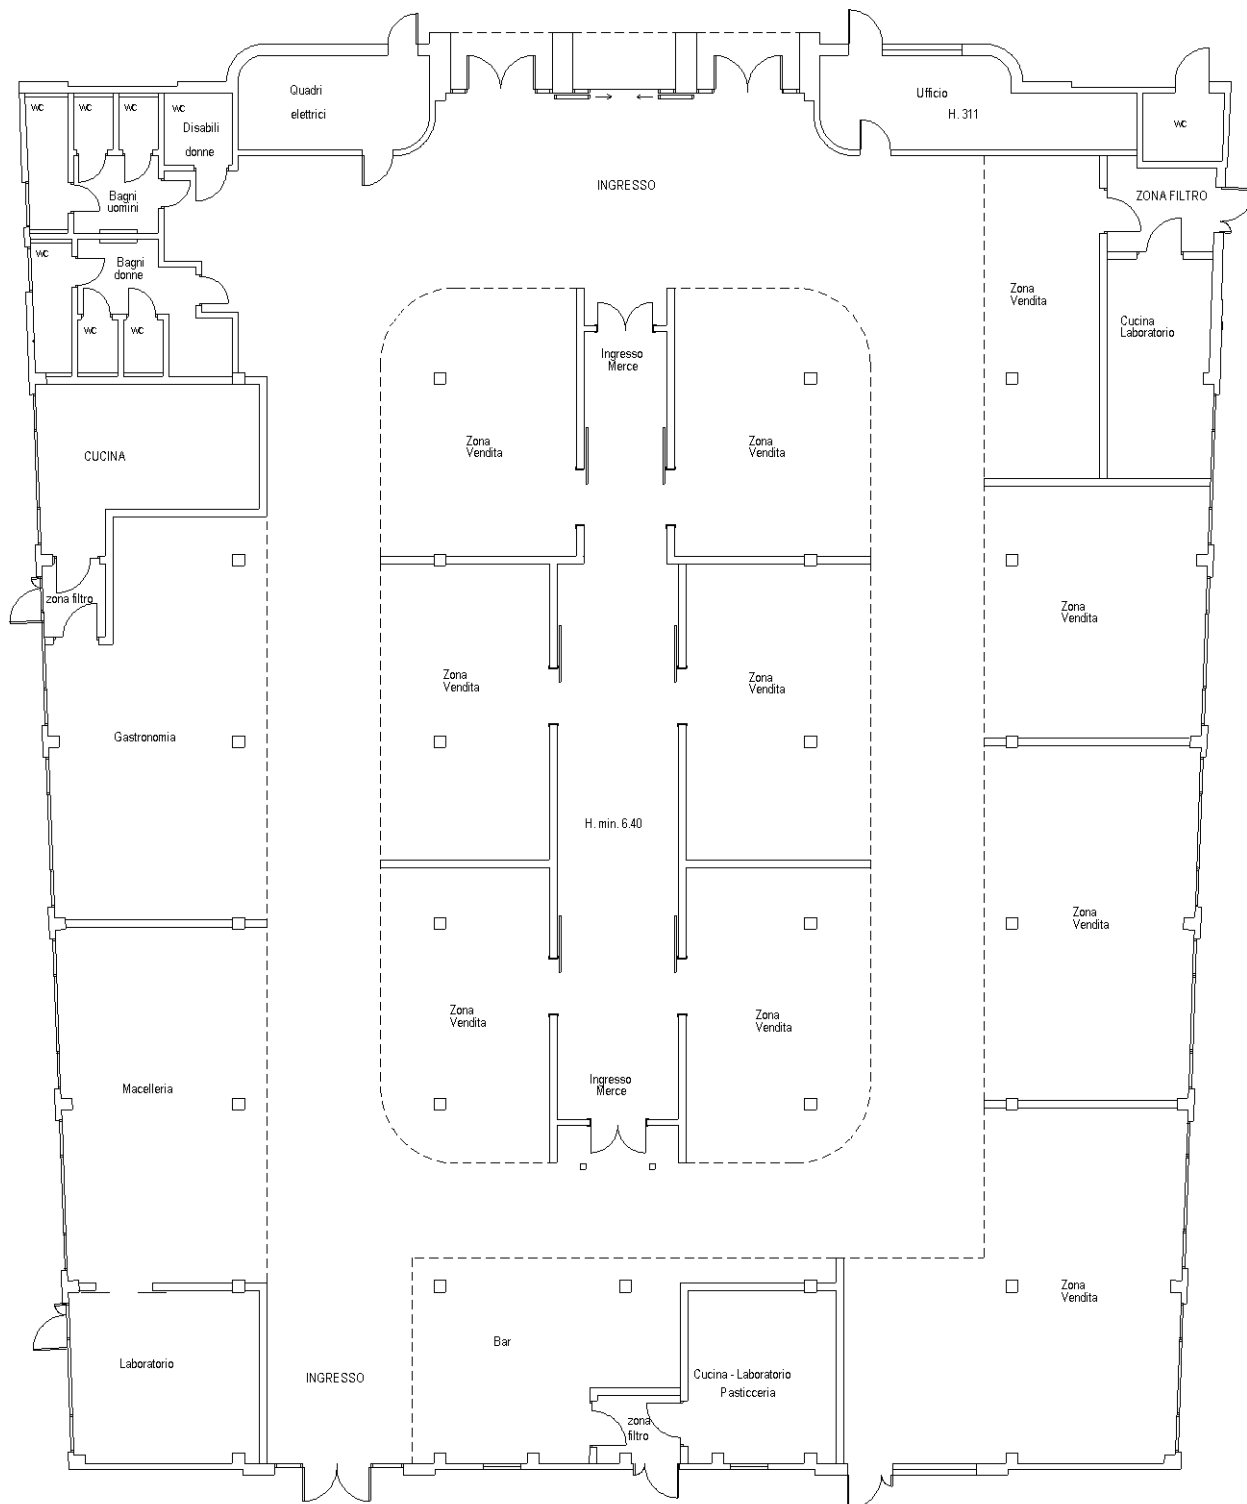 Quadri
elettrici
Ufficio
H. 311
wc
wc
wc
wc
Disabili
donne
wc
Bagni
uomini
INGRESSO
ZONA FILTRO
wc
Bagni
donne
Zona
Vendita
wc
wc
Cucina
Laboratorio
Ingresso
Merce
Zona
Vendita
Zona
Vendita
CUCINA
zona filtro
Zona
Vendita
Zona
Vendita
Zona
Vendita
Gastronomia
H. min. 6.40
Zona
Vendita
Zona
Vendita
Zona
Vendita
Macelleria
Ingresso
Merce
Zona
Vendita
Bar
Laboratorio
INGRESSO
Cucina - Laboratorio
Pasticceria
zona
filtro